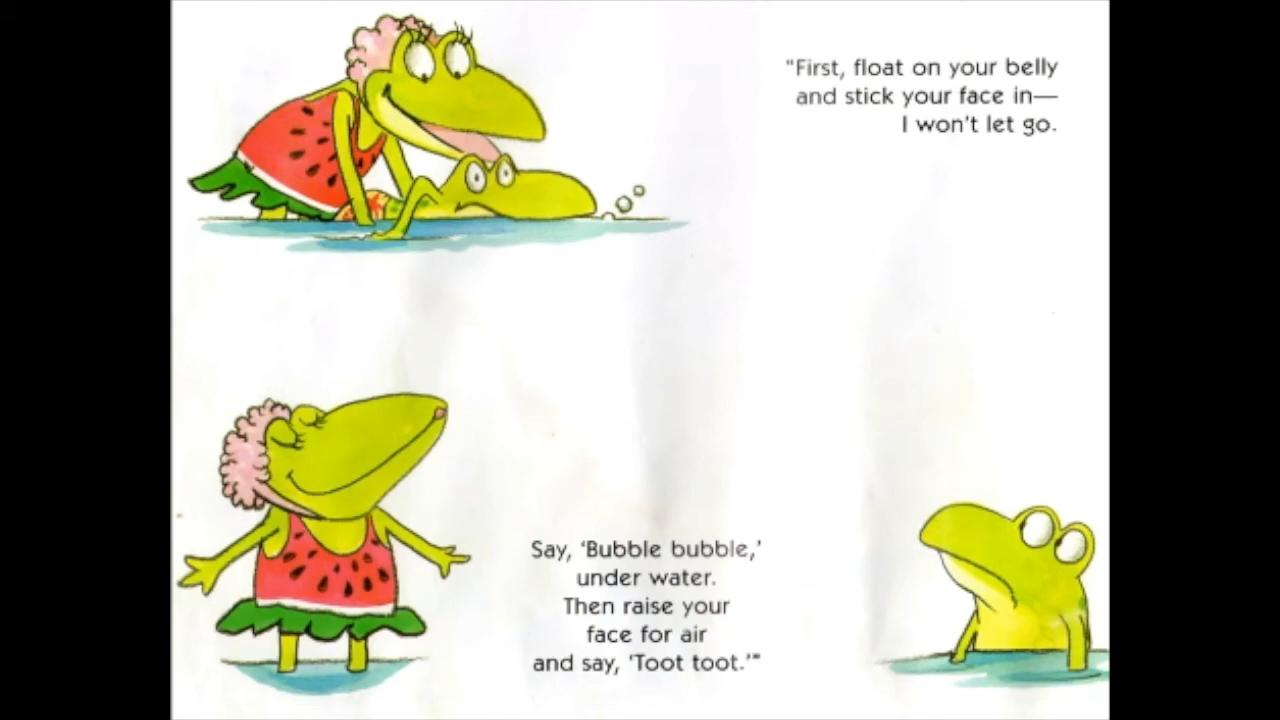 “First, float on your belly
and stick your face in—
I won’t let go.
Say, ‘Bubble bubble,’
under water.
Then raise your
face for air
and say, ‘Toot toot.’”